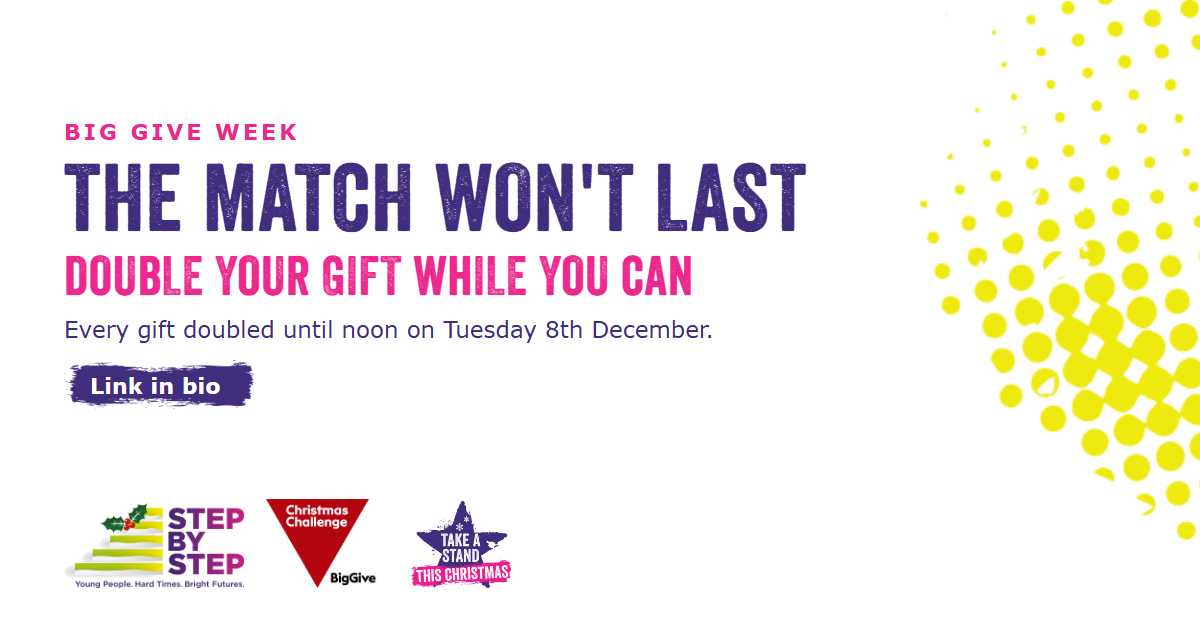 BIG GIVE WEEK
THE MATCH WON'T LAST
DOUBLE YOUR GIFT WHILE YOU CAN
Every gift doubled until noon on Tuesday 8th December.
Link in bio
STEP
BY
STEP
Young People. Hard Times. Bright Futures.
Christmas
Challenge
BigGive
TAKE A
STAND
THIS CHRISTMAS